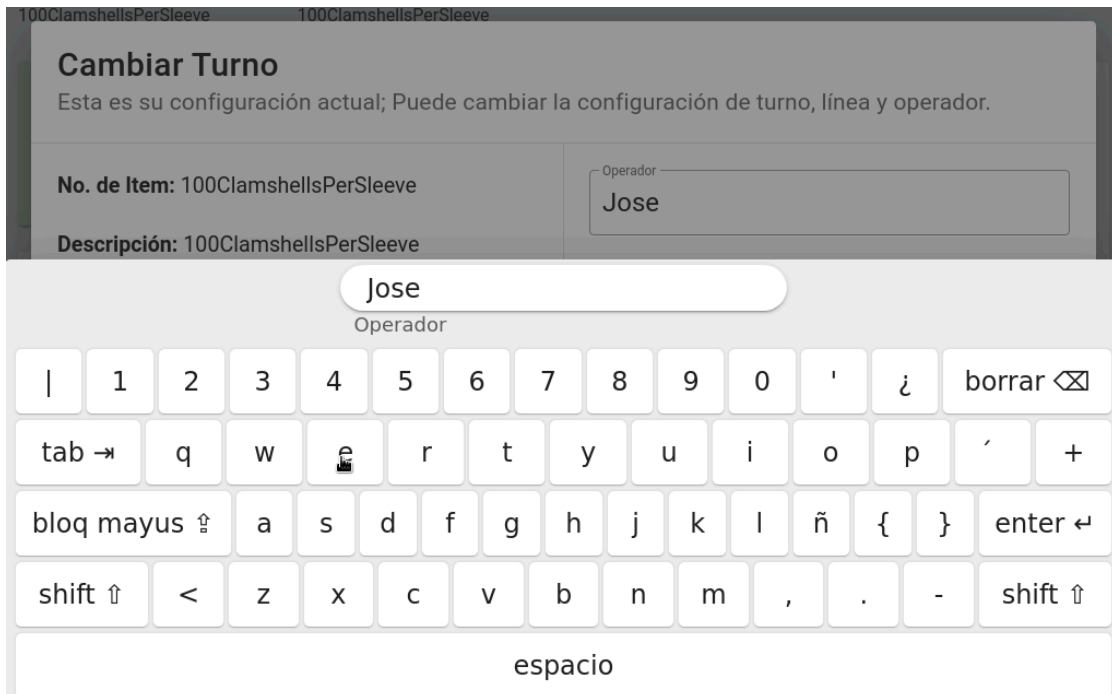 100ClamshellsPerSleeve 100ClamshellsPerSleeve
Cambiar Turno
Esta es su configuración actual; Puede cambiar la configuración de turno, línea y operador.
No. de Item: 100ClamshellsPerSleeve
Operador
Jose
Descripción: 100ClamshellsPerSleeve
Jose
Operador
| 1 2 3 4 5 6 7 8 9 0 ' ¿ borrar ⌫
tab ⇥ q w e r t y u i o p ´ +
bloq mayus ⇪ a s d f g h j k l ñ { } enter ↵
shift ⇧ < z x c v b n m , . - shift ⇧
espacio